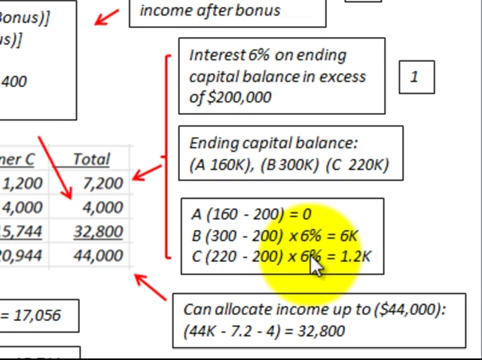 Bonus)]
income after bonus
us)]
400
Interest 6% on ending
capital balance in excess
of $200,000
1
Ending capital balance:
(A 160K), (B 300K) (C 220K)
ner C Total
1,200 7,200
4,000 4,000
5,744 32,800
20,944 44,000
A (160 - 200) = 0
B (300 - 200) x 6% = 6K
C (220 - 200) x 6% = 1.2K
= 17,056
Can allocate income up to ($44,000):
(44K - 7.2 - 4) = 32,800